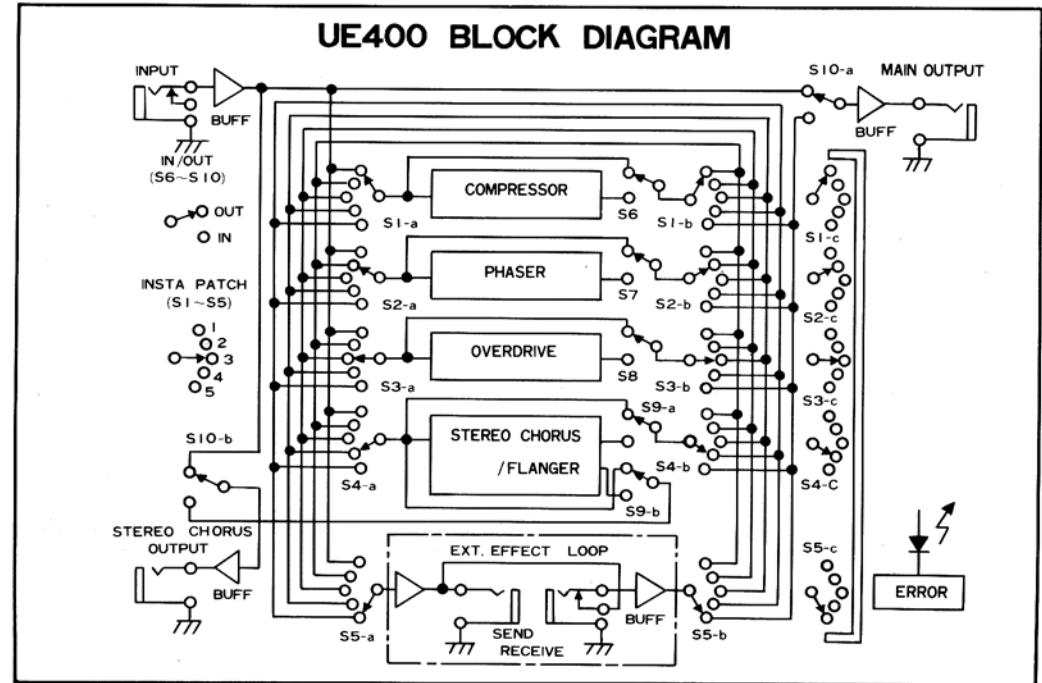 UE400 BLOCK DIAGRAM
INPUT
BUFF
S10-a
MAIN OUTPUT
BUFF
IN/OUT
(S6~S10)
OUT
IN
INSTA PATCH
(S1~S5)
1
2
3
4
5
S1-a
COMPRESSOR
S6
S1-b
S1-c
S2-a
PHASER
S7
S2-b
S2-c
S3-a
OVERDRIVE
S8
S3-b
S3-c
S10-b
S4-a
STEREO CHORUS
/FLANGER
S9-a
S4-b
S9-b
S4-C
STEREO CHORUS
OUTPUT
BUFF
EXT. EFFECT LOOP
S5-a
SEND
RECEIVE
BUFF
S5-b
S5-c
ERROR